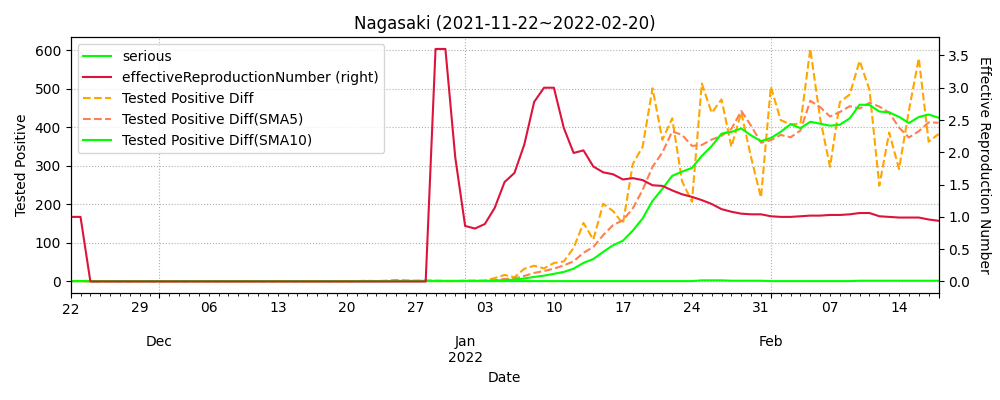 Nagasaki (2021-11-22~2022-02-20)
serious
effectiveReproductionNumber (right)
Tested Positive Diff
Tested Positive Diff(SMA5)
Tested Positive Diff(SMA10)
Tested Positive
600
500
400
300
200
100
0
3.5
3.0
2.5
2.0
1.5
1.0
0.5
0.0
Effective Reproduction Number
22 29 06 13 20 27 03 10 17 24 31 07 14
Dec Jan Feb
2022
Date